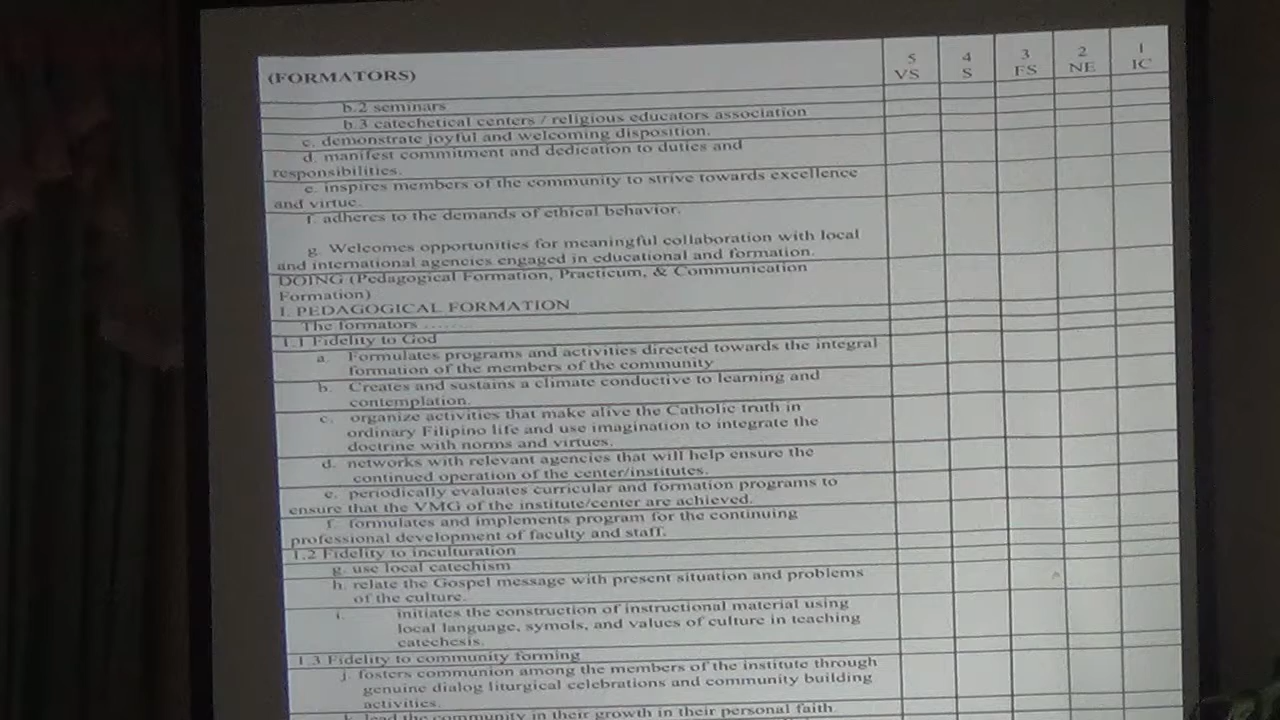 (FORMATORS)
5 4 3 2 1
VS S FS NE IC
b.2 seminars
b.3 catechetical centers / religious educators association
c. demonstrate joyful and welcoming disposition.
d. manifest commitment and dedication to duties and
responsibilities.
e. inspires members of the community to strive towards excellence
and virtue.
f. adheres to the demands of ethical behavior.
g. Welcomes opportunities for meaningful collaboration with local
and international agencies engaged in educational and formation.
DOING (Pedagogical Formation, Practicum, & Communication
Formation)
I. PEDAGOGICAL FORMATION
The formators ........
1.1 Fidelity to God
a. Formulates programs and activities directed towards the integral
formation of the members of the community
b. Creates and sustains a climate conductive to learning and
contemplation.
c. organize activities that make alive the Catholic truth in
ordinary Filipino life and use imagination to integrate the
doctrine with norms and virtues.
d. networks with relevant agencies that will help ensure the
continued operation of the center/institutes.
e. periodically evaluates curricular and formation programs to
ensure that the VMG of the institute/center are achieved.
f. formulates and implements program for the continuing
professional development of faculty and staff.
1.2 Fidelity to inculturation
g. use local catechism
h. relate the Gospel message with present situation and problems
of the culture.
i. initiates the construction of instructional material using
local language, symols, and values of culture in teaching
catechesis.
1.3 Fidelity to community forming
j. fosters communion among the members of the institute through
genuine dialog liturgical celebrations and community building
activities.
k. lead the community in their growth in their personal faith